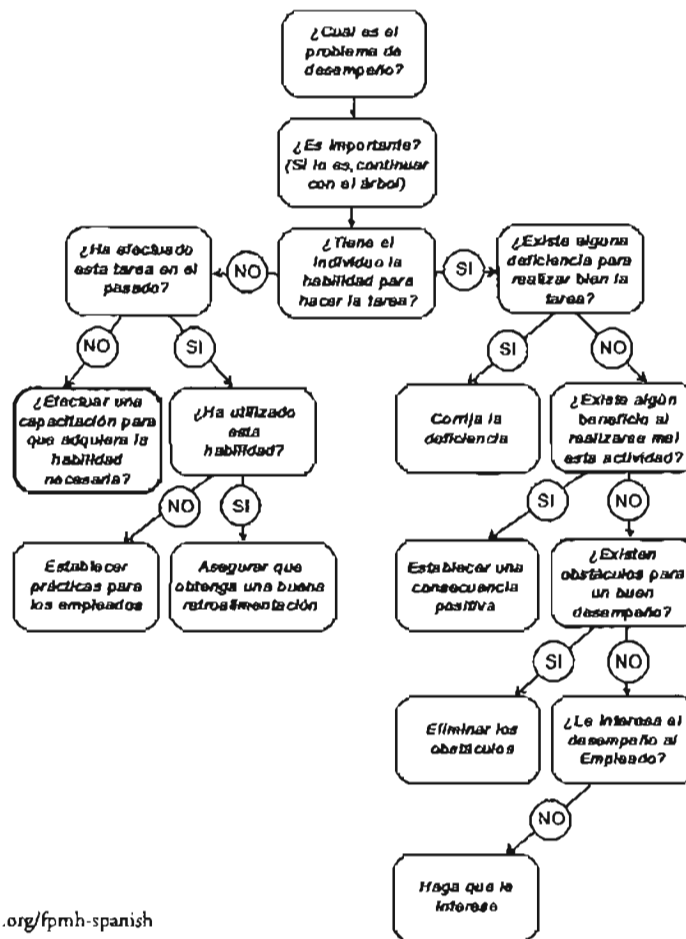 ¿Cual es el
problema de
desempeño?
¿Es importante?
(Si lo es, continuar
con el árbol)
¿Ha efectuado
esta tarea en el
pasado?
NO
¿Tiene el
individuo la
habilidad para
hacer la tarea?
SI
¿Existe alguna
deficiencia para
realizar bien la
tarea?
NO
SI
SI
NO
¿Efectuar una
capacitación para
que adquiera la
habilidad
necesaria?
¿Ha utilizado
esta
habilidad?
Corrija la
deficiencia
¿Existe algún
beneficio al
realizarse mal
esta actividad?
NO
SI
SI
NO
Establecer
prácticas para
los empleados
Asegurar que
obtenga una buena
retroalimentación
Establecer una
consecuencia
positiva
¿Existen
obstáculos para
un buen
desempeño?
SI
NO
Eliminar los
obstáculos
¿Le interesa el
desempeño al
Empleado?
NO
Haga que le
interese
.org/fpmh-spanish